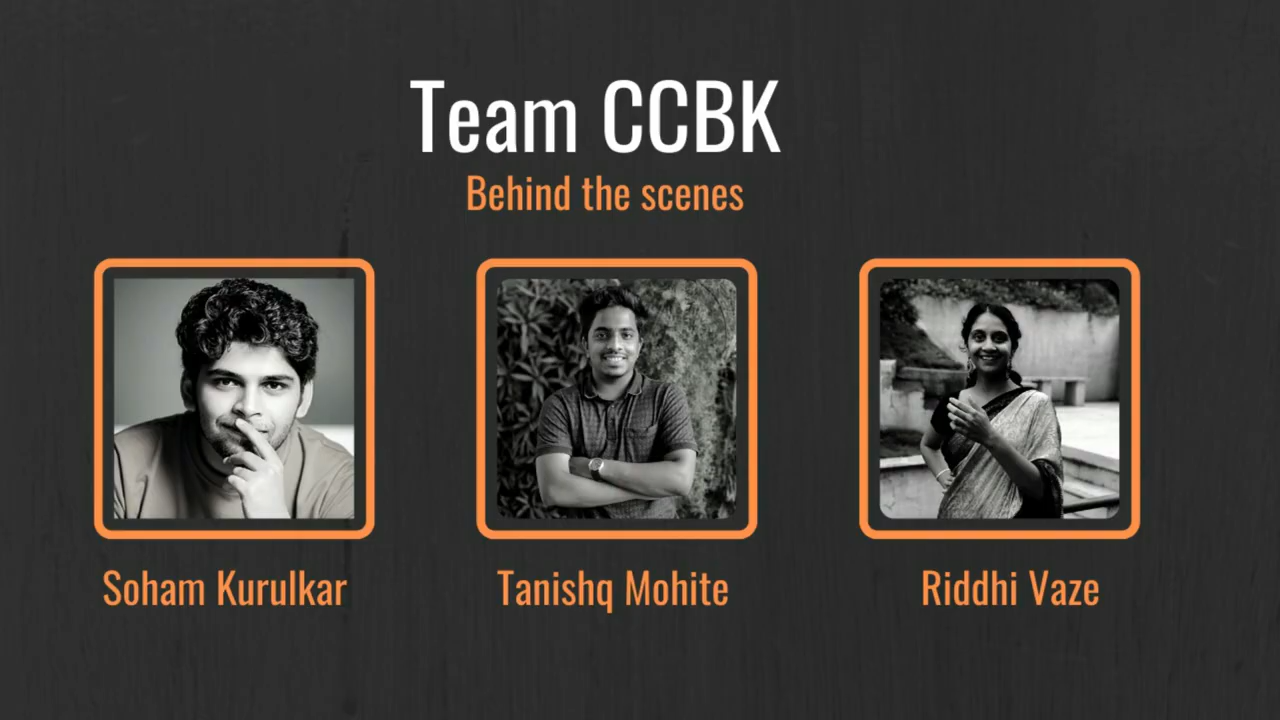 Team CCBK
Behind the scenes
Soham Kurulkar
Tanishq Mohite
Riddhi Vaze